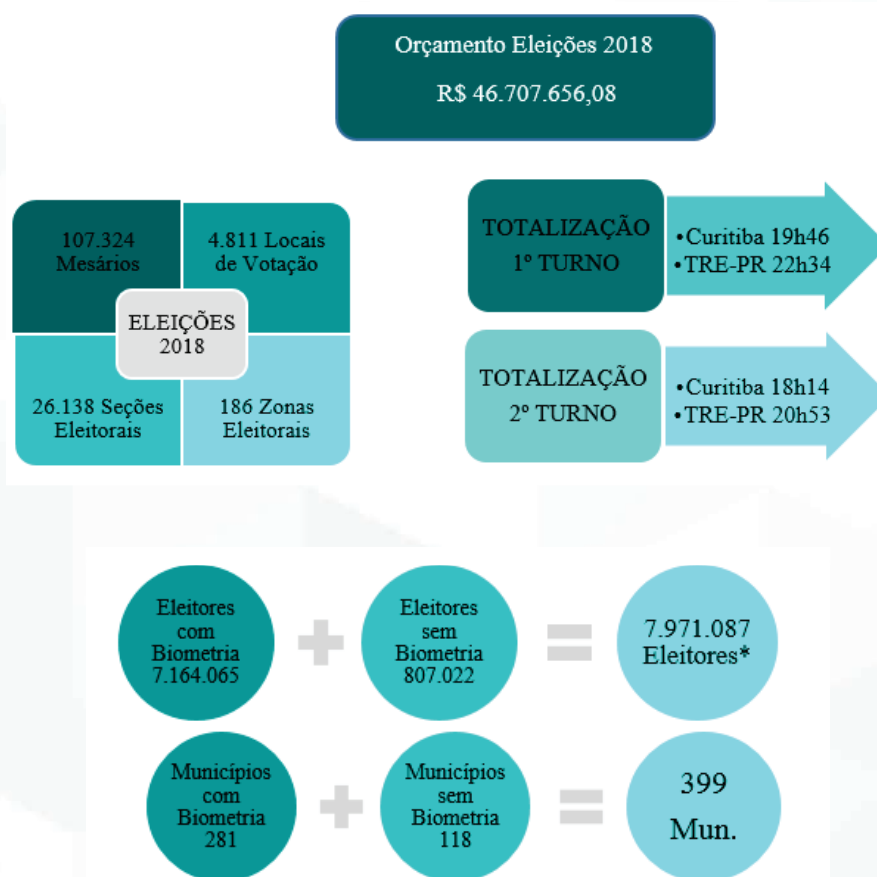 Orçamento Eleições 2018
R$ 46.707.656,08
107.324
Mesários
4.811 Locais
de Votação
ELEIÇÕES
2018
26.138 Seções
Eleitorais
186 Zonas
Eleitorais
TOTALIZAÇÃO
1º TURNO
•Curitiba 19h46
•TRE-PR 22h34
TOTALIZAÇÃO
2º TURNO
•Curitiba 18h14
•TRE-PR 20h53
Eleitores
com
Biometria
7.164.065
+
Eleitores
sem
Biometria
807.022
=
7.971.087
Eleitores*
Municípios
com
Biometria
281
+
Municípios
sem
Biometria
118
=
399
Mun.